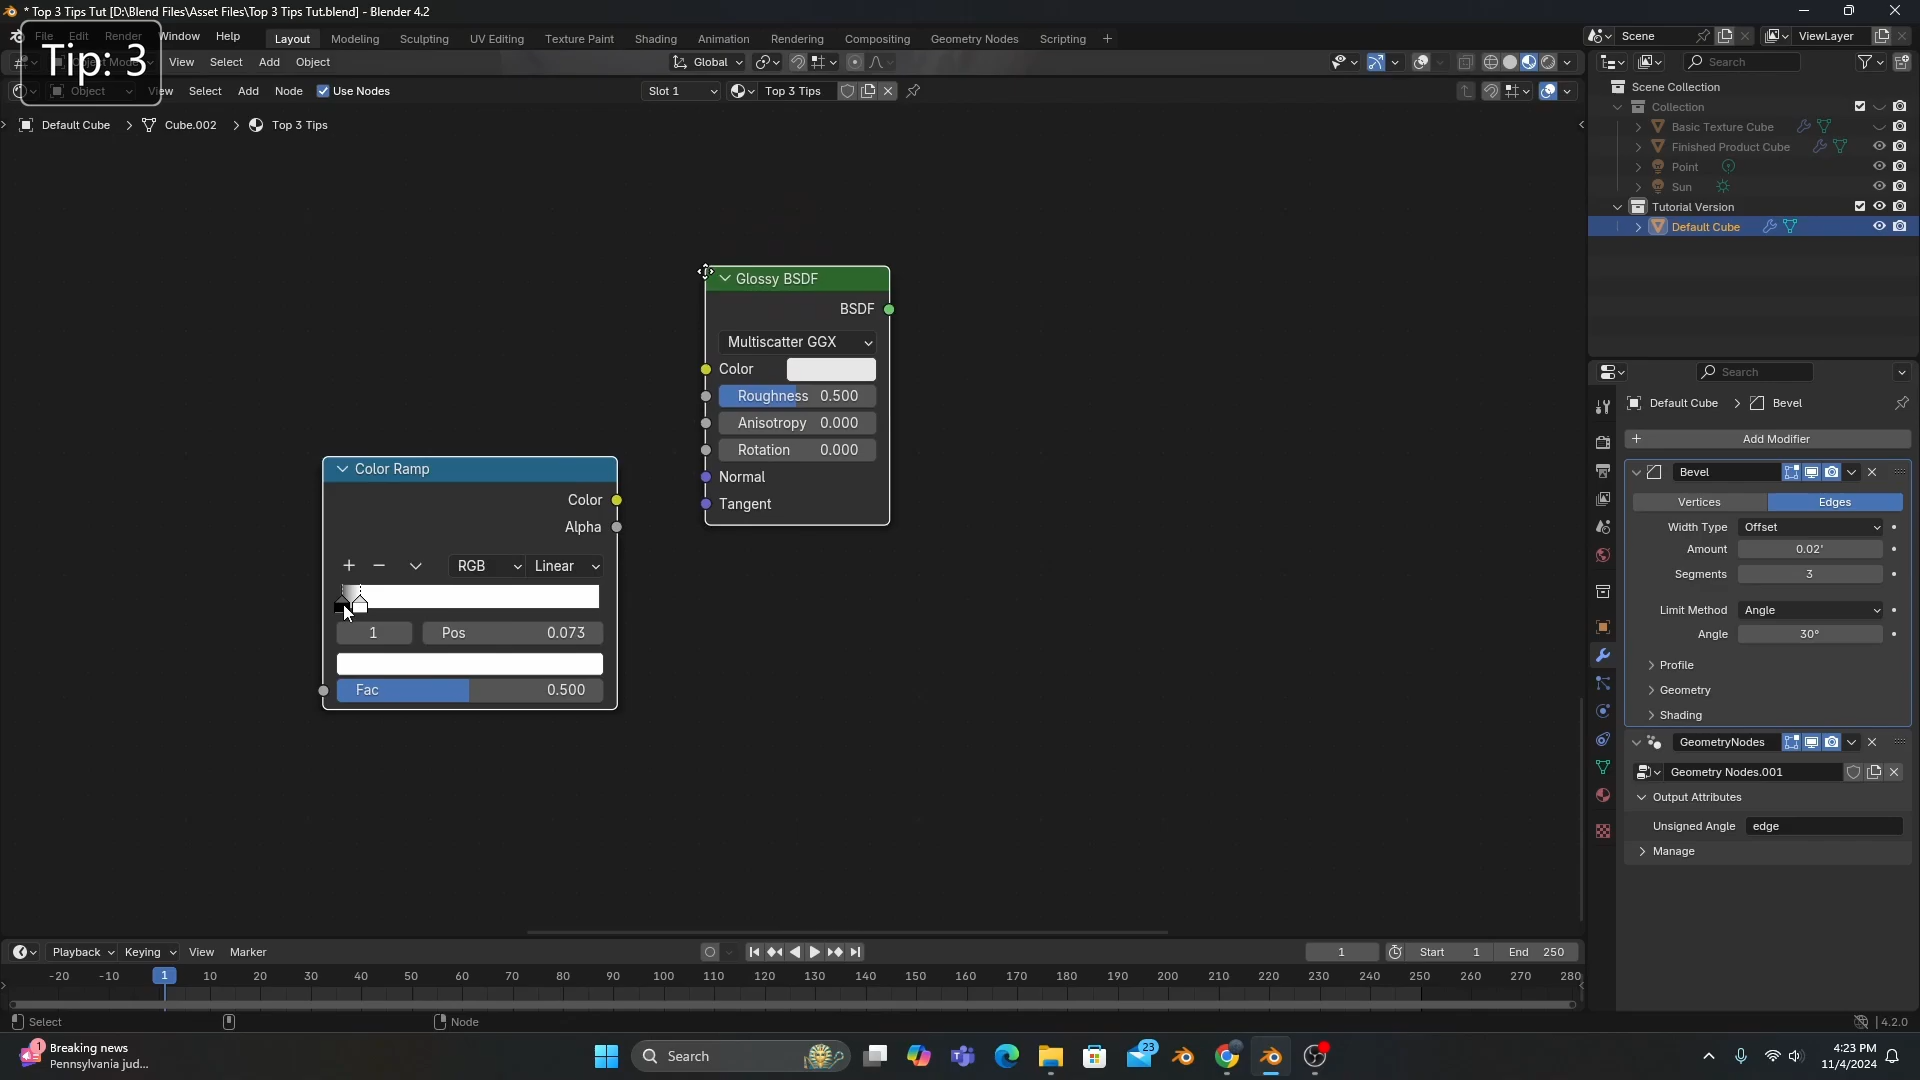 * Top 3 Tips Tut [D:\Blend Files\Asset Files\Top 3 Tips Tut.blend] - Blender 4.2
Tip: 3
File Edit Render Window Help
Layout Modeling Sculpting UV Editing Texture Paint Shading Animation Rendering Compositing Geometry Nodes Scripting +
Scene
ViewLayer
View Select Add Object
Global
Search
Object
View Select Add Node Use Nodes
Slot 1
Top 3 Tips
Default Cube > Cube.002 > Top 3 Tips
Scene Collection
Collection
Basic Texture Cube
Finished Product Cube
Point
Sun
Tutorial Version
Default Cube
Glossy BSDF
BSDF
Multiscatter GGX
Color
Roughness 0.500
Anisotropy 0.000
Rotation 0.000
Normal
Tangent
Color Ramp
Color
Alpha
+ − RGB Linear
1 Pos 0.073
Fac 0.500
Search
Default Cube > Bevel
+ Add Modifier
Bevel
Vertices Edges
Width Type Offset
Amount 0.02'
Segments 3
Limit Method Angle
Angle 30°
Profile
Geometry
Shading
GeometryNodes
Geometry Nodes.001
Output Attributes
Unsigned Angle edge
Manage
Playback Keying View Marker
1 Start 1 End 250
-20 -10 1 10 20 30 40 50 60 70 80 90 100 110 120 130 140 150 160 170 180 190 200 210 220 230 240 250 260 270 280
Select Node 4.2.0
1 Breaking news
Pennsylvania jud...
Search
23
4:23 PM
11/4/2024